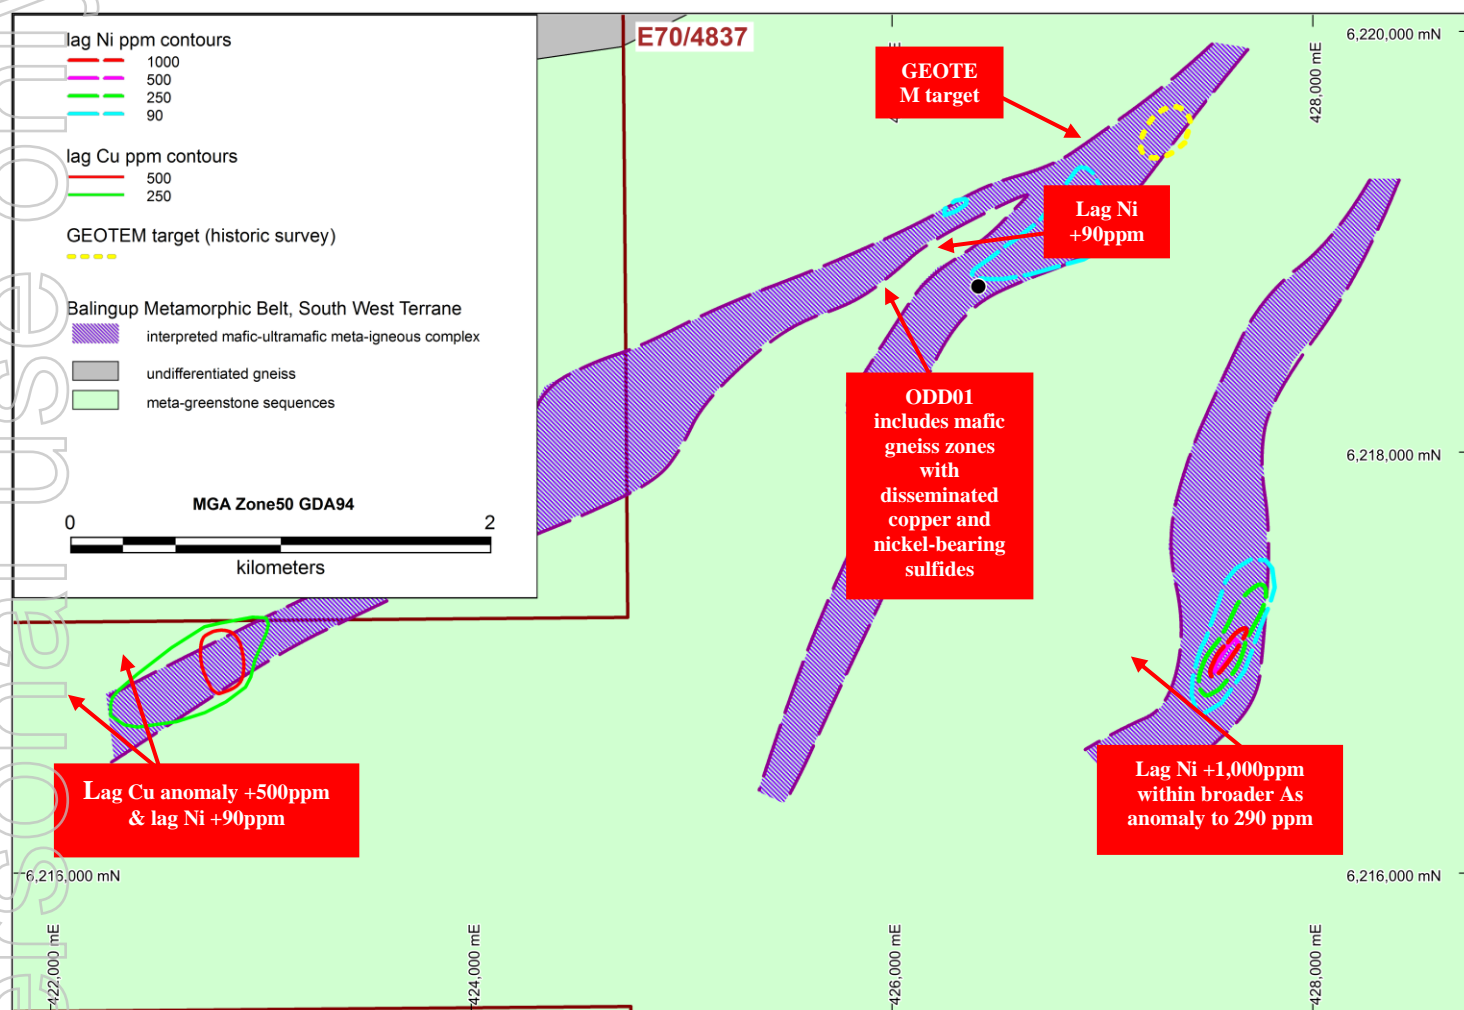 lag Ni ppm contours
1000
500
250
90
lag Cu ppm contours
500
250
GEOTEM target (historic survey)
Balingup Metamorphic Belt, South West Terrane
interpreted mafic-ultramafic meta-igneous complex
undifferentiated gneiss
meta-greenstone sequences
MGA Zone50 GDA94
0 2
kilometers
E70/4837
GEOTE
M target
428,000 mE
6,220,000 mN
Lag Ni
+90ppm
ODD01
includes mafic
gneiss zones
with
disseminated
copper and
nickel-bearing
sulfides
6,218,000 mN
Lag Cu anomaly +500ppm
& lag Ni +90ppm
Lag Ni +1,000ppm
within broader As
anomaly to 290 ppm
6,216,000 mN
6,216,000 mN
422,000 mE
424,000 mE
426,000 mE
428,000 mE
ersonal use only